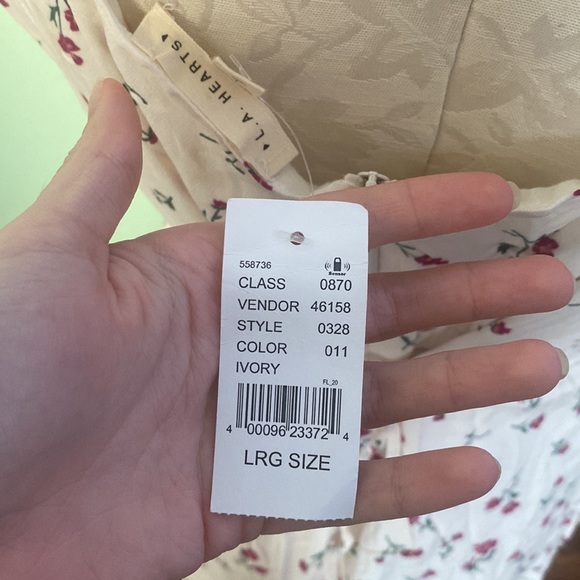 ♥ L.A. HEARTS ♥
558736
Sensor
CLASS 0870
VENDOR 46158
STYLE 0328
COLOR 011
IVORY
FL_20
4 00096 23372 4
LRG SIZE